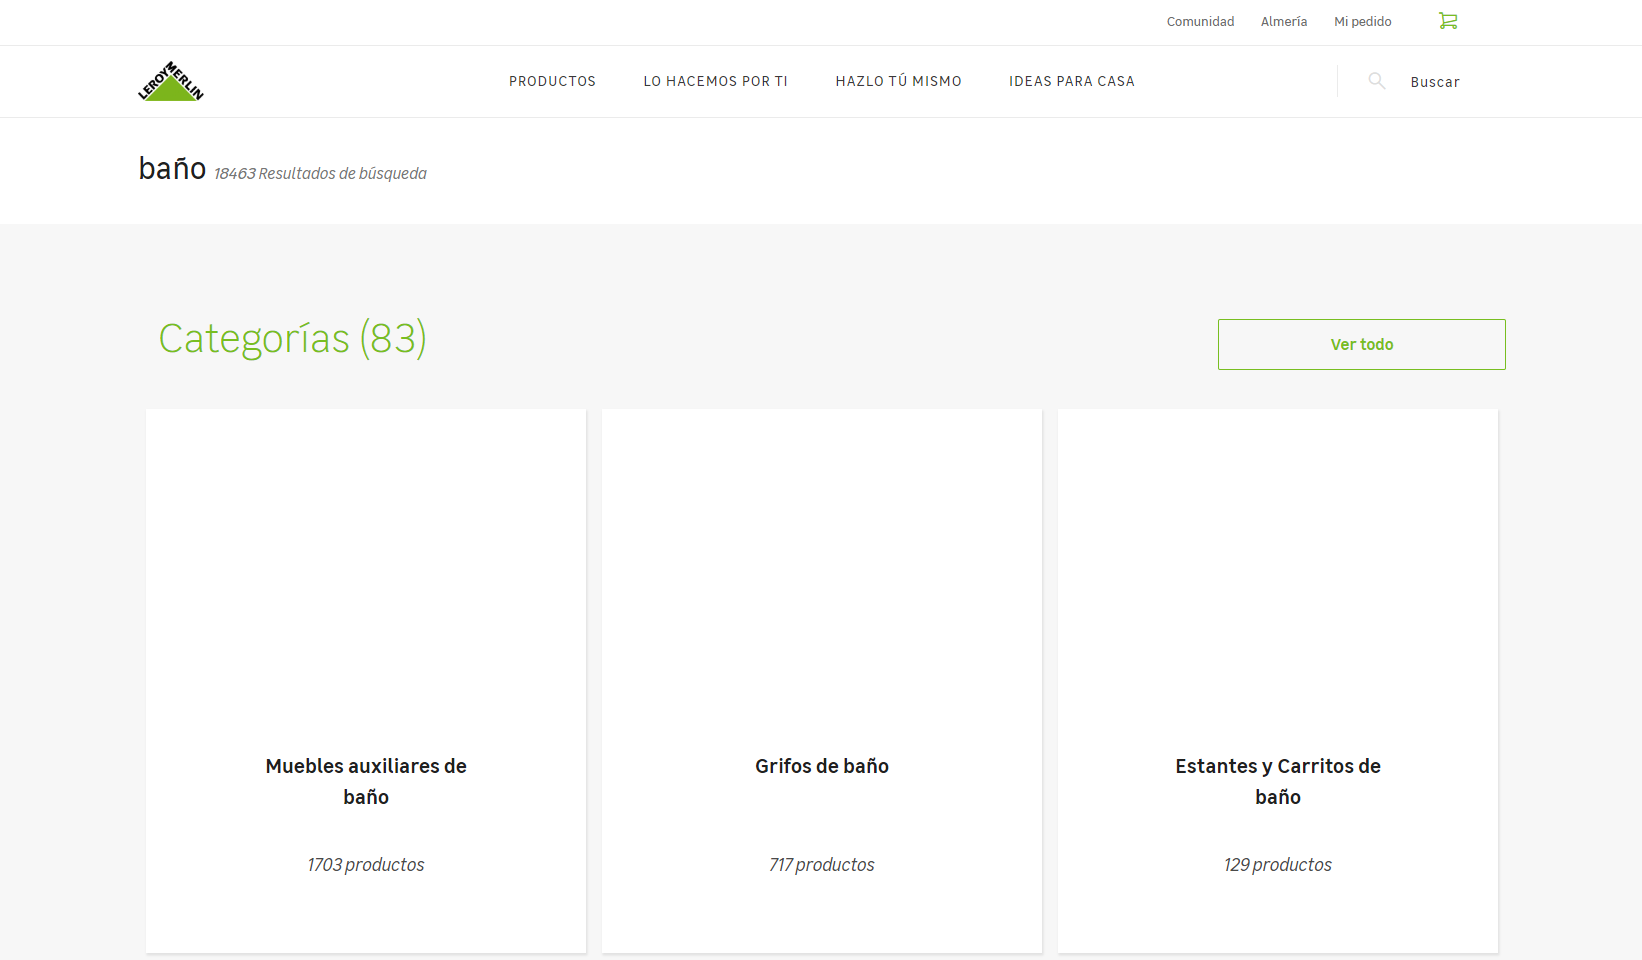 Comunidad Almería Mi pedido
LEROY MERLIN
PRODUCTOS LO HACEMOS POR TI HAZLO TÚ MISMO IDEAS PARA CASA Buscar
baño 18463 Resultados de búsqueda
Categorías (83) Ver todo
Muebles auxiliares de
baño
1703 productos
Grifos de baño
717 productos
Estantes y Carritos de
baño
129 productos